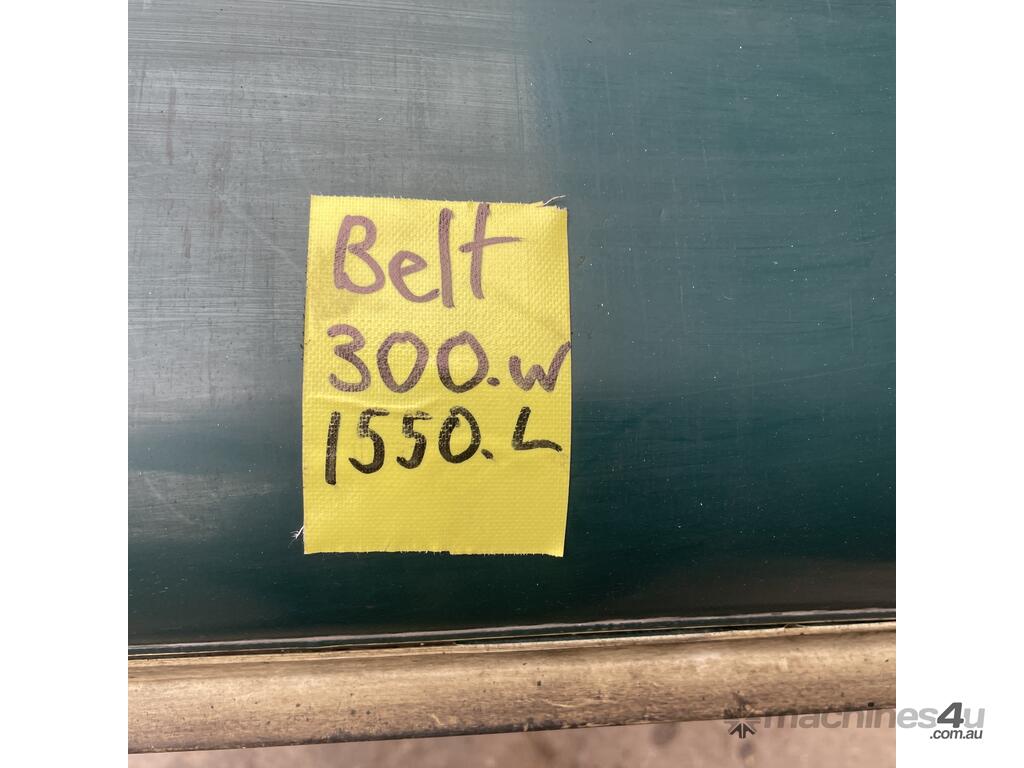 Belt
300.w
1550.L
machines4u
.com.au